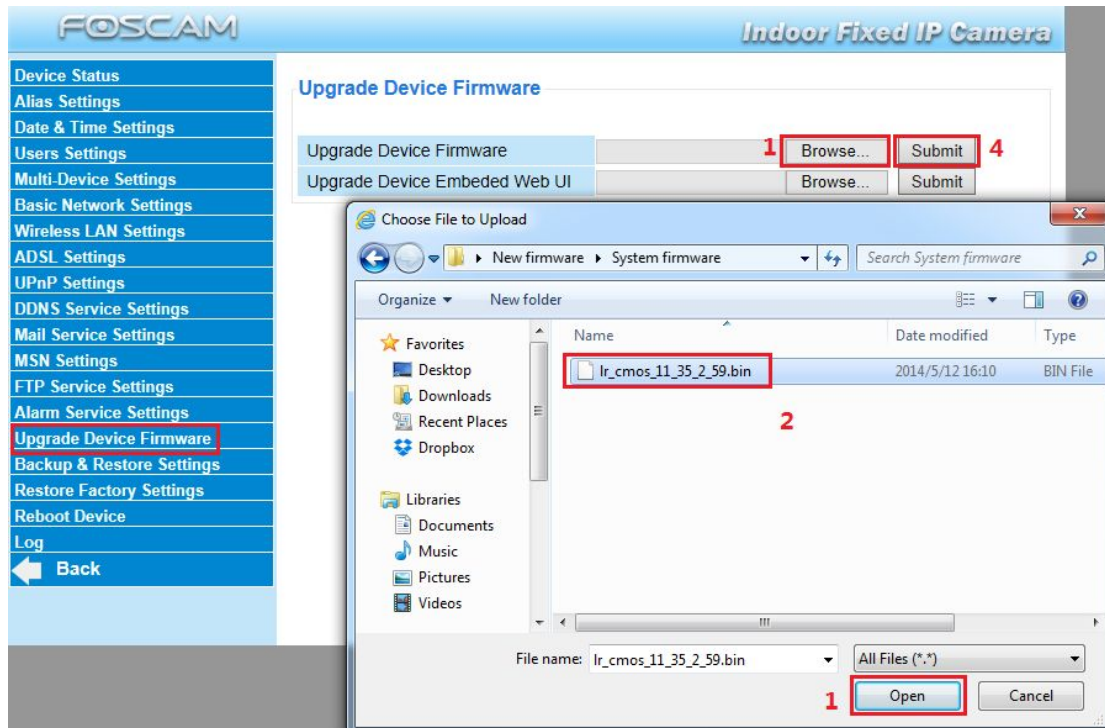 FOSCAM
Indoor Fixed IP Camera
Device Status
Alias Settings
Date & Time Settings
Users Settings
Multi-Device Settings
Basic Network Settings
Wireless LAN Settings
ADSL Settings
UPnP Settings
DDNS Service Settings
Mail Service Settings
MSN Settings
FTP Service Settings
Alarm Service Settings
Upgrade Device Firmware
Backup & Restore Settings
Restore Factory Settings
Reboot Device
Log
Back
Upgrade Device Firmware
Upgrade Device Firmware 1 Browse... Submit 4
Upgrade Device Embeded Web UI Browse... Submit
Choose File to Upload
New firmware System firmware Search System firmware
Organize New folder
Favorites
Desktop
Downloads
Recent Places
Dropbox
Libraries
Documents
Music
Pictures
Videos
Name Date modified Type
lr_cmos_11_35_2_59.bin 2014/5/12 16:10 BIN File
2
File name: lr_cmos_11_35_2_59.bin All Files (*.*)
1 Open Cancel